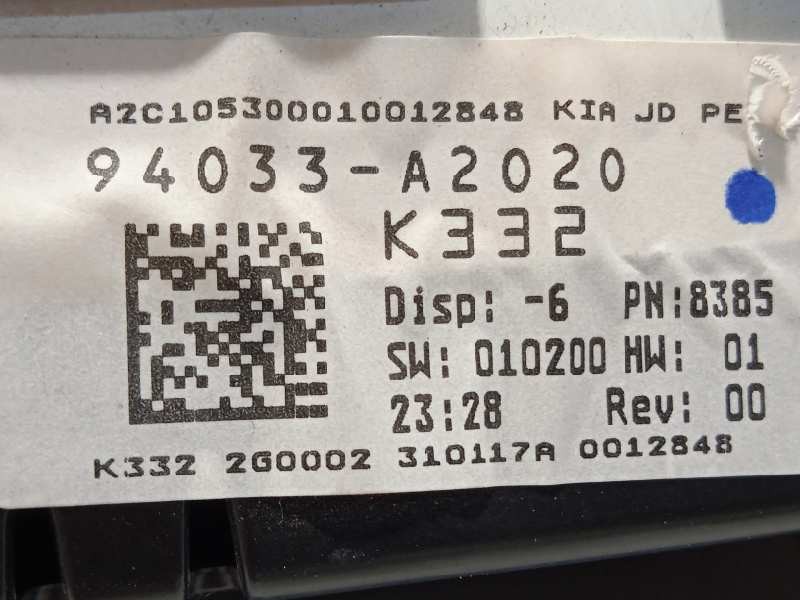 A2C1053000010012848 KIA JD PE
94033-A2020
K332
Disp: -6 PN:8385
SW: 010200 HW: 01
23:28 Rev: 00
K332 2G0002 310117A 0012848